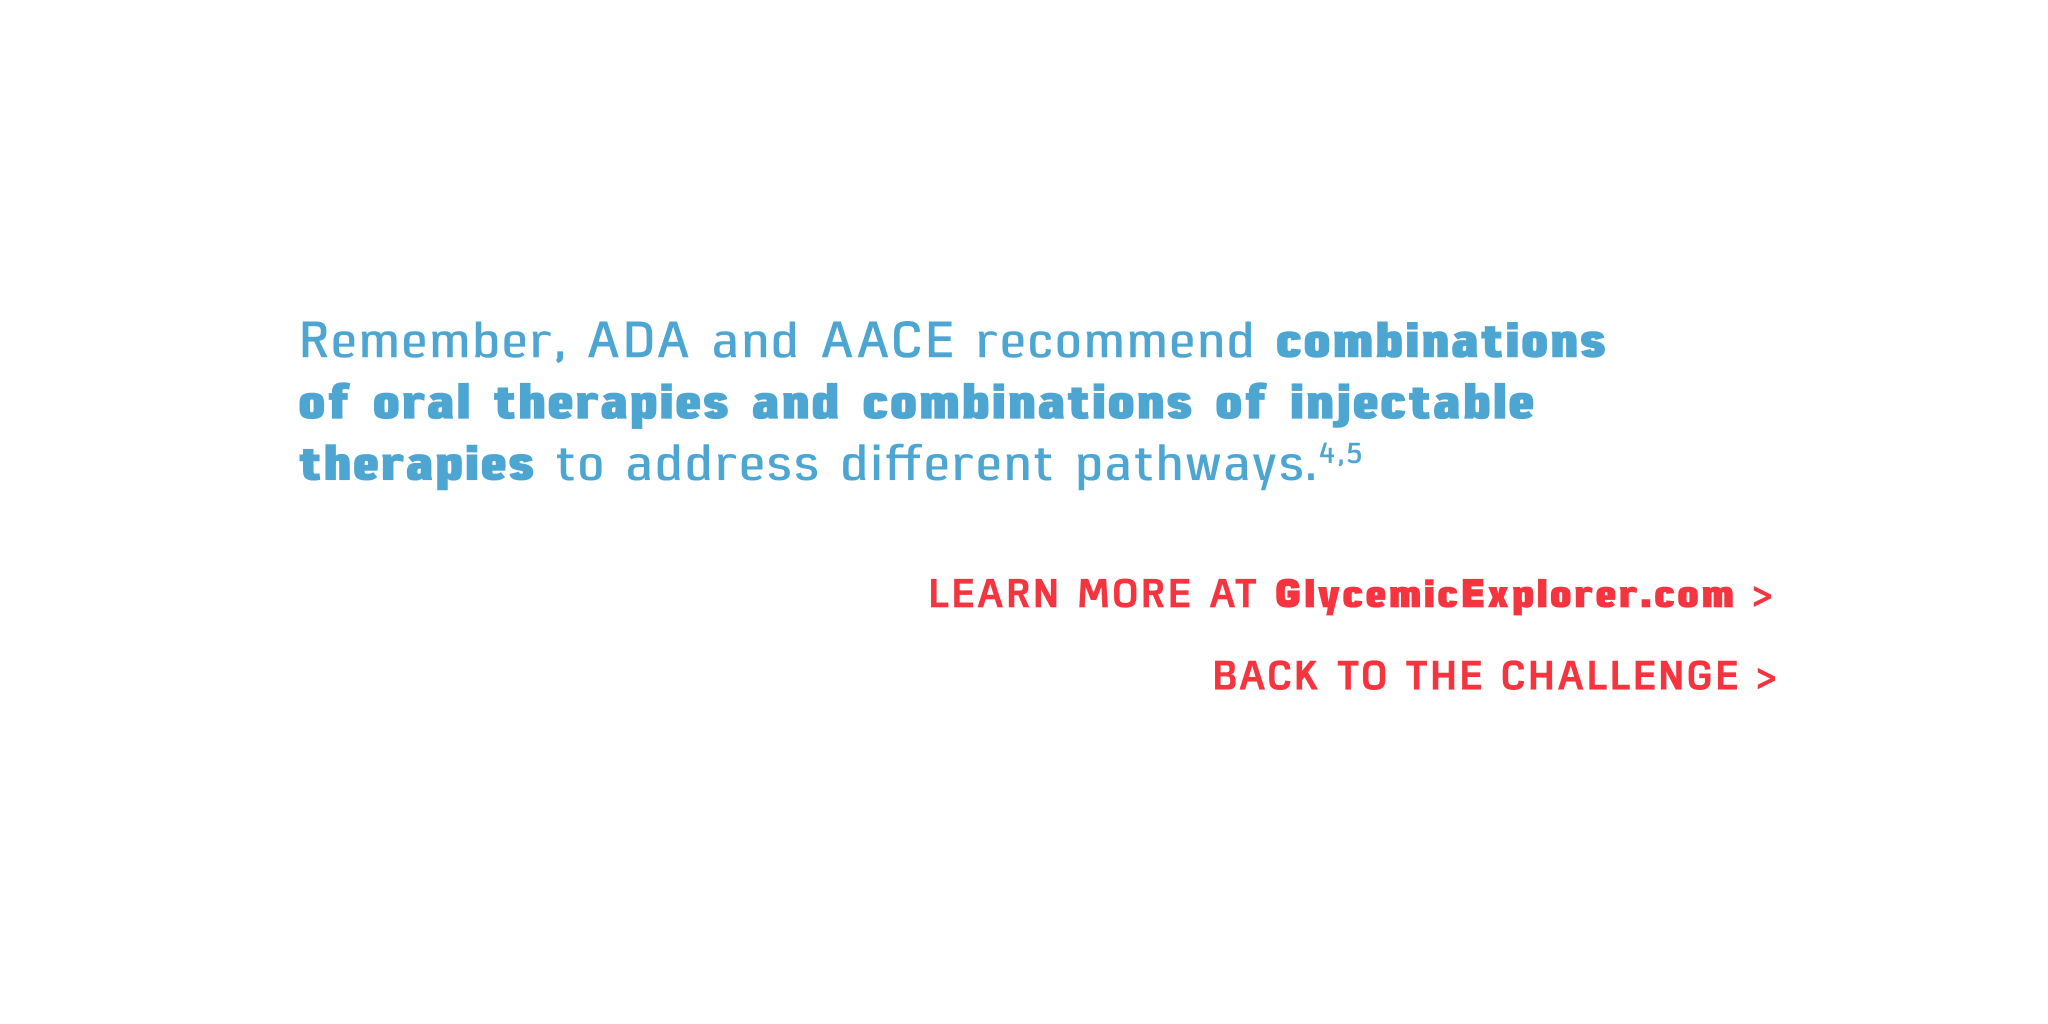 Remember, ADA and AACE recommend combinations
of oral therapies and combinations of injectable
therapies to address different pathways.4,5
LEARN MORE AT GlycemicExplorer.com >
BACK TO THE CHALLENGE >